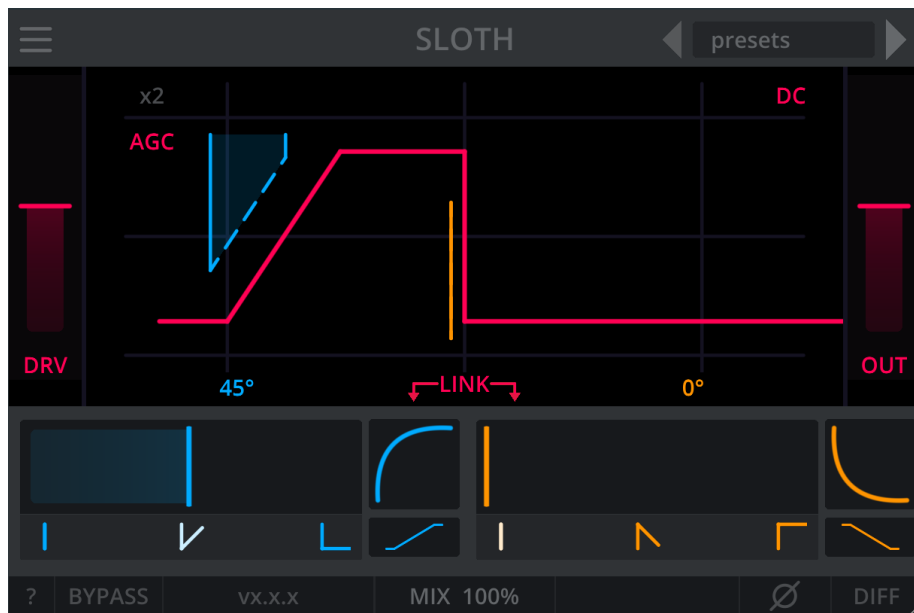 SLOTH
presets
x2
DC
AGC
DRV
OUT
45°
LINK
0°
?
BYPASS
vx.x.x
MIX 100%
DIFF